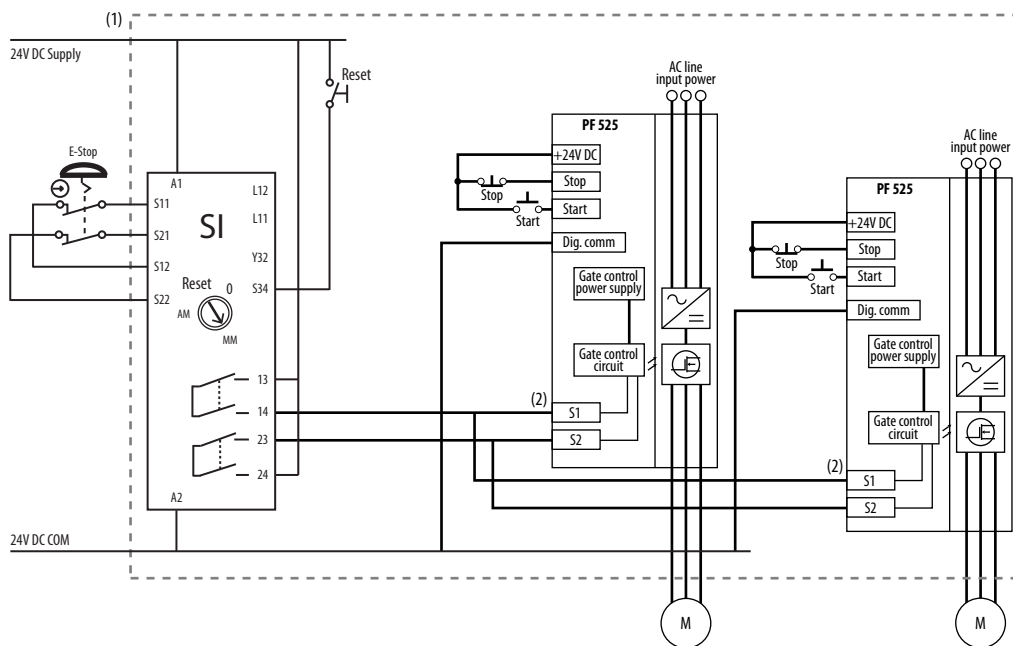 (1)
24V DC Supply
Reset
E-Stop
A1
S11
S21
S12
S22
SI
L12
L11
Y32
S34
Reset
0
AM
MM
13
14
23
24
A2
24V DC COM
AC line
input power
PF 525
+24V DC
Stop
Stop
Start
Start
Dig. comm
Gate control
power supply
Gate control
circuit
(2)
S1
S2
M
AC line
input power
PF 525
+24V DC
Stop
Stop
Start
Start
Dig. comm
Gate control
power supply
Gate control
circuit
(2)
S1
S2
M